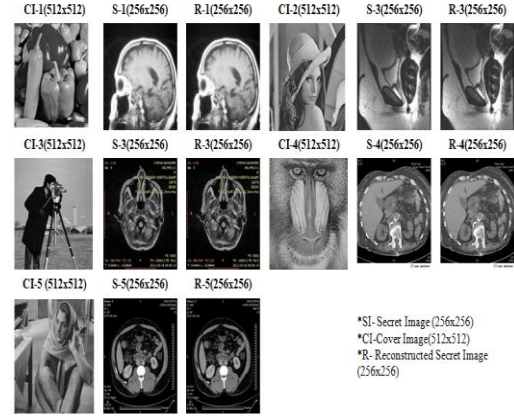 CI-1(512x512) S-1(256x256) R-1(256x256) CI-2(512x512) S-3(256x256) R-3(256x256)
CI-3(512x512) S-3(256x256) R-3(256x256) CI-4(512x512) S-4(256x256) R-4(256x256)
CI-5 (512x512) S-5(256x256) R-5(256x256)
*SI- Secret Image (256x256)
*CI-Cover Image(512x512)
*R- Reconstructed Secret Image
(256x256)